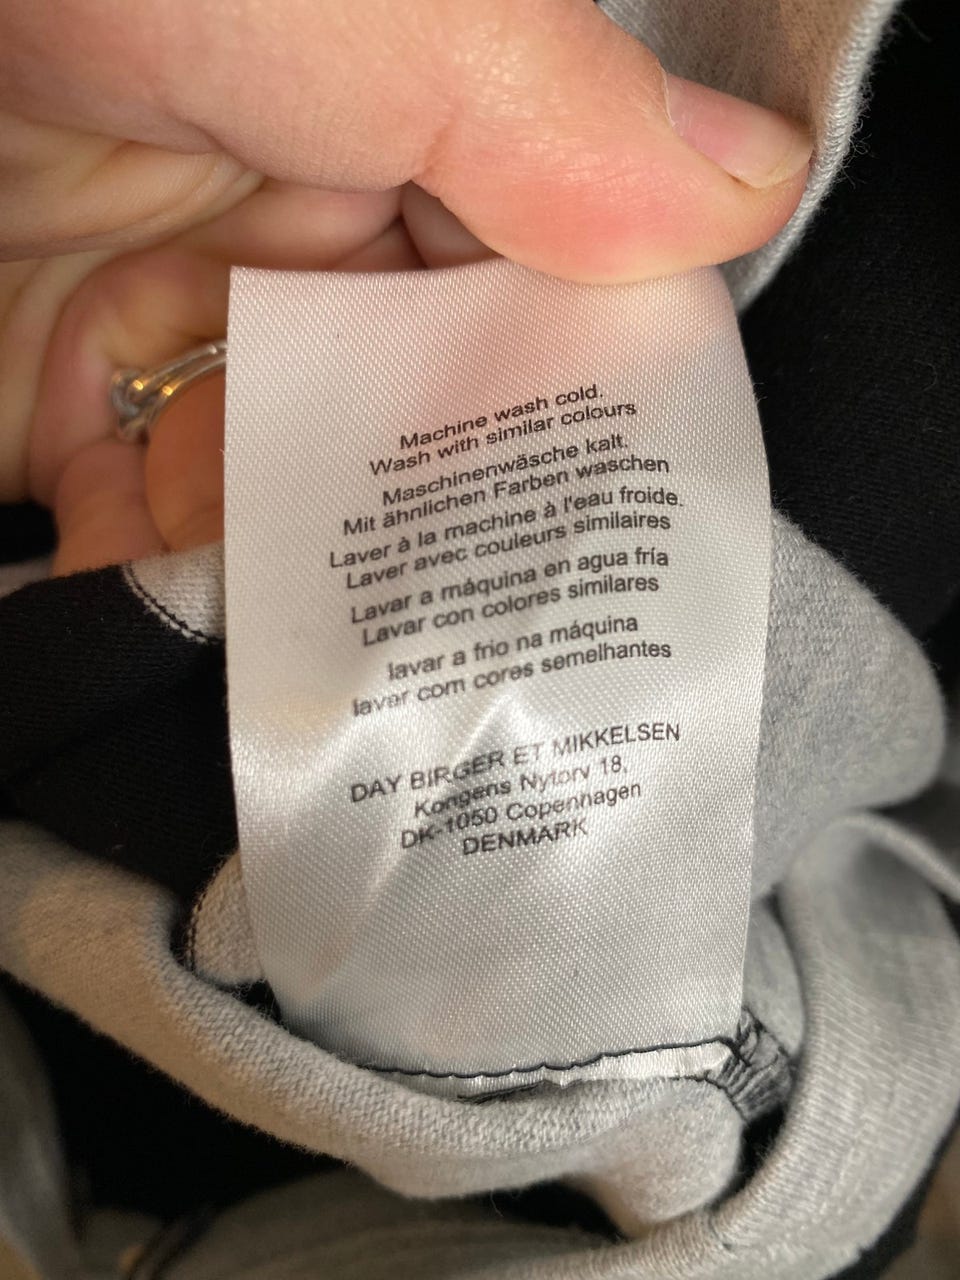 Machine wash cold.
Wash with similar colours
Maschinenwäsche kalt.
Mit ähnlichen Farben waschen
Laver à la machine à l'eau froide.
Laver avec couleurs similaires
Lavar a máquina en agua fría
Lavar con colores similares
lavar a frio na máquina
lavar com cores semelhantes
DAY BIRGER ET MIKKELSEN
Kongens Nytorv 18,
DK-1050 Copenhagen
DENMARK